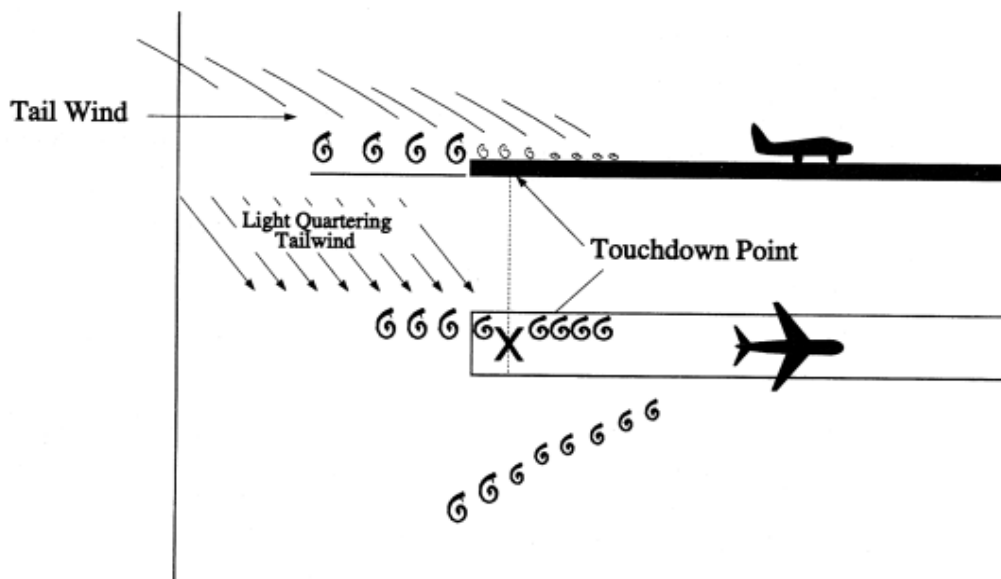 Tail Wind
Light Quartering
Tailwind
Touchdown Point
X